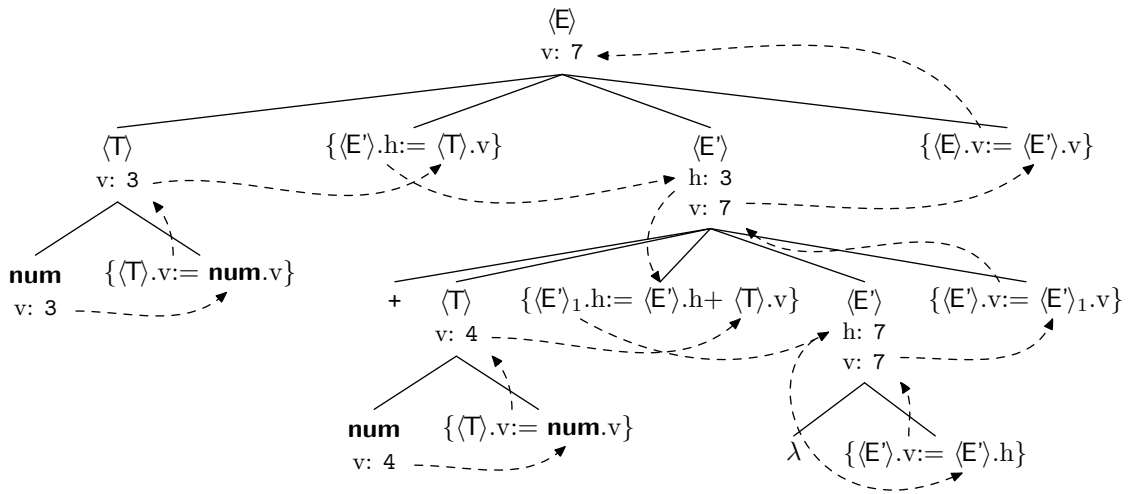 ⟨E⟩
v: 7
⟨T⟩ {⟨E'⟩.h:= ⟨T⟩.v} ⟨E'⟩ {⟨E⟩.v:= ⟨E'⟩.v}
v: 3 h: 3
v: 7
num {⟨T⟩.v:= num.v}
v: 3
+ ⟨T⟩ {⟨E'⟩₁.h:= ⟨E'⟩.h+ ⟨T⟩.v} ⟨E'⟩ {⟨E'⟩.v:= ⟨E'⟩₁.v}
v: 4 h: 7
v: 7
num {⟨T⟩.v:= num.v} λ {⟨E'⟩.v:= ⟨E'⟩.h}
v: 4